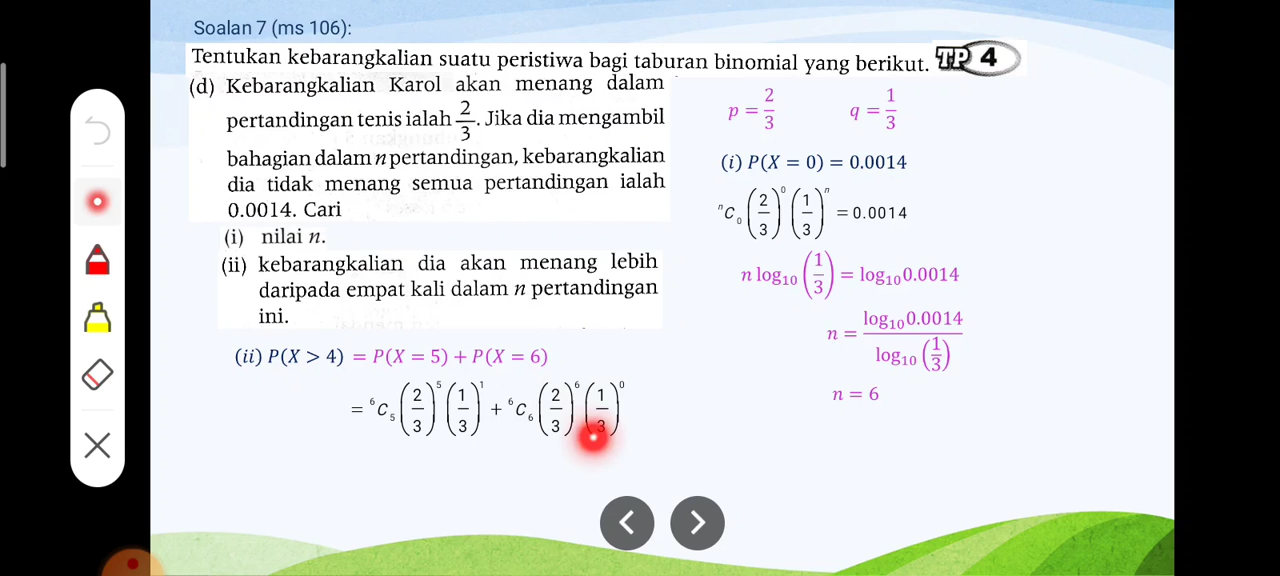 Soalan 7 (ms 106):
Tentukan kebarangkalian suatu peristiwa bagi taburan binomial yang berikut. TP 4
(d) Kebarangkalian Karol akan menang dalam
pertandingan tenis ialah 2/3. Jika dia mengambil
bahagian dalam n pertandingan, kebarangkalian
dia tidak menang semua pertandingan ialah
0.0014. Cari
(i) nilai n.
(ii) kebarangkalian dia akan menang lebih
daripada empat kali dalam n pertandingan
ini.
(ii) P(X > 4) = P(X = 5) + P(X = 6)
= ⁶C₅ (2/3)⁵ (1/3)¹ + ⁶C₆ (2/3)⁶ (1/3)⁰
p = 2/3 q = 1/3
(i) P(X = 0) = 0.0014
ⁿC₀ (2/3)⁰ (1/3)ⁿ = 0.0014
n log₁₀ (1/3) = log₁₀ 0.0014
n = log₁₀ 0.0014 / log₁₀ (1/3)
n = 6